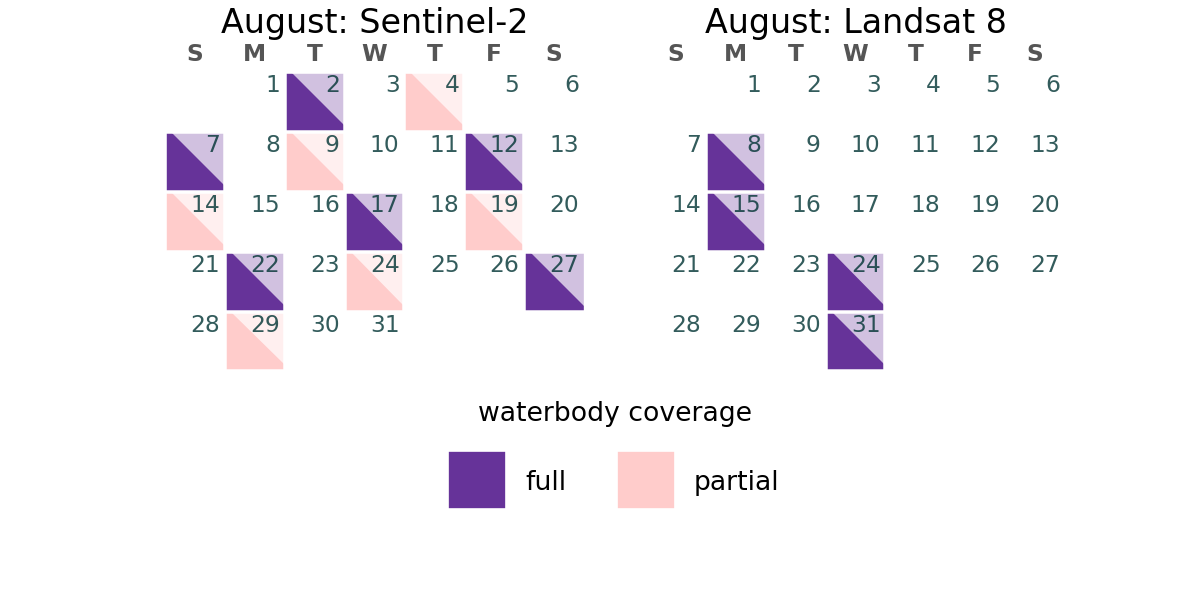 August: Sentinel-2
S M T W T F S
1 2 3 4 5 6
7 8 9 10 11 12 13
14 15 16 17 18 19 20
21 22 23 24 25 26 27
28 29 30 31
August: Landsat 8
S M T W T F S
1 2 3 4 5 6
7 8 9 10 11 12 13
14 15 16 17 18 19 20
21 22 23 24 25 26 27
28 29 30 31
waterbody coverage
full partial